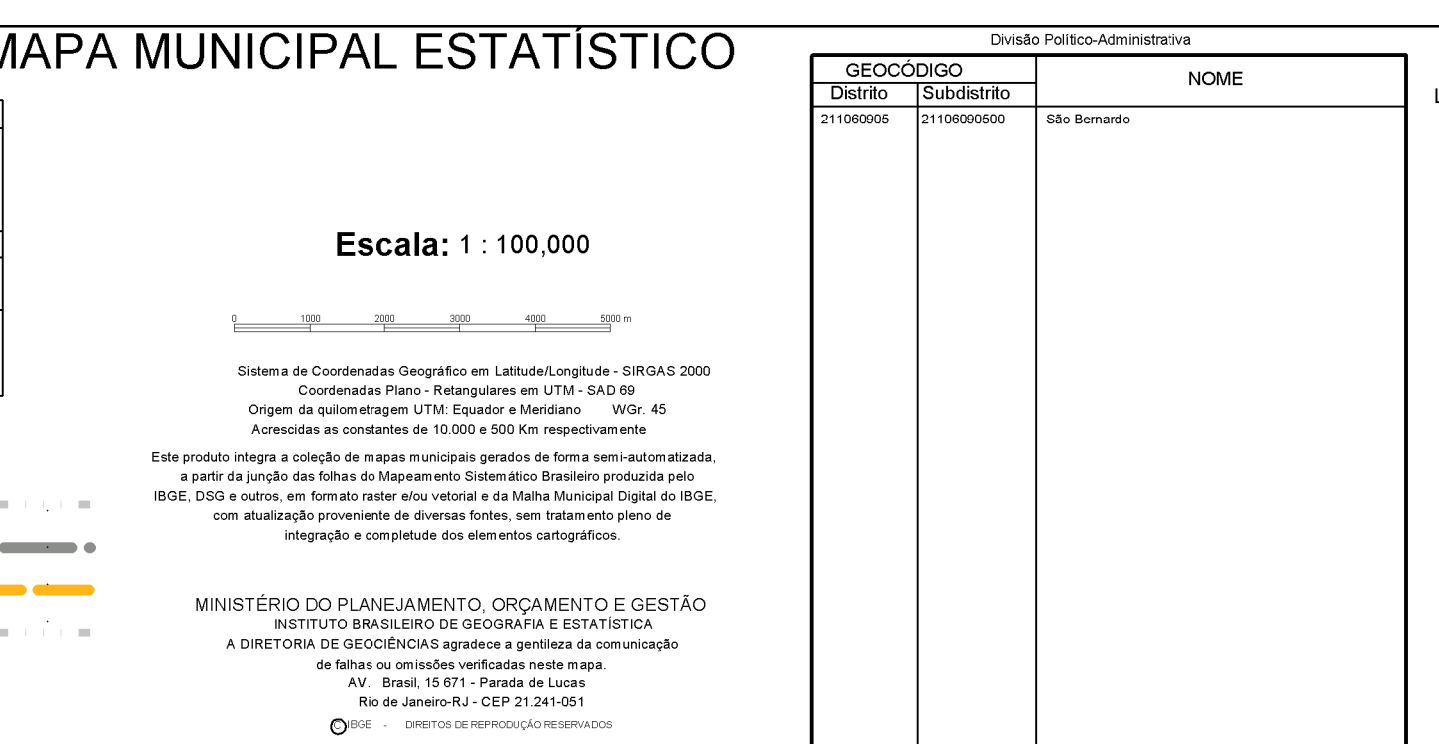 MAPA MUNICIPAL ESTATÍSTICO
Escala: 1 : 100,000
0 1000 2000 3000 4000 5000 m
Sistema de Coordenadas Geográfico em Latitude/Longitude - SIRGAS 2000
Coordenadas Plano - Retangulares em UTM - SAD 69
Origem da quilometragem UTM: Equador e Meridiano WGr. 45
Acrescidas as constantes de 10.000 e 500 Km respectivamente
Este produto integra a coleção de mapas municipais gerados de forma semi-automatizada,
a partir da junção das folhas do Mapeamento Sistemático Brasileiro produzida pelo
IBGE, DSG e outros, em formato raster e/ou vetorial e da Malha Municipal Digital do IBGE,
com atualização proveniente de diversas fontes, sem tratamento pleno de
integração e completude dos elementos cartográficos.
MINISTÉRIO DO PLANEJAMENTO, ORÇAMENTO E GESTÃO
INSTITUTO BRASILEIRO DE GEOGRAFIA E ESTATÍSTICA
A DIRETORIA DE GEOCIÊNCIAS agradece a gentileza da comunicação
de falhas ou omissões verificadas neste mapa.
AV. Brasil, 15 671 - Parada de Lucas
Rio de Janeiro-RJ - CEP 21.241-051
© IBGE - DIREITOS DE REPRODUÇÃO RESERVADOS
Divisão Político-Administrativa
GEOCÓDIGO NOME
Distrito Subdistrito
211060905 21106090500 São Bernardo